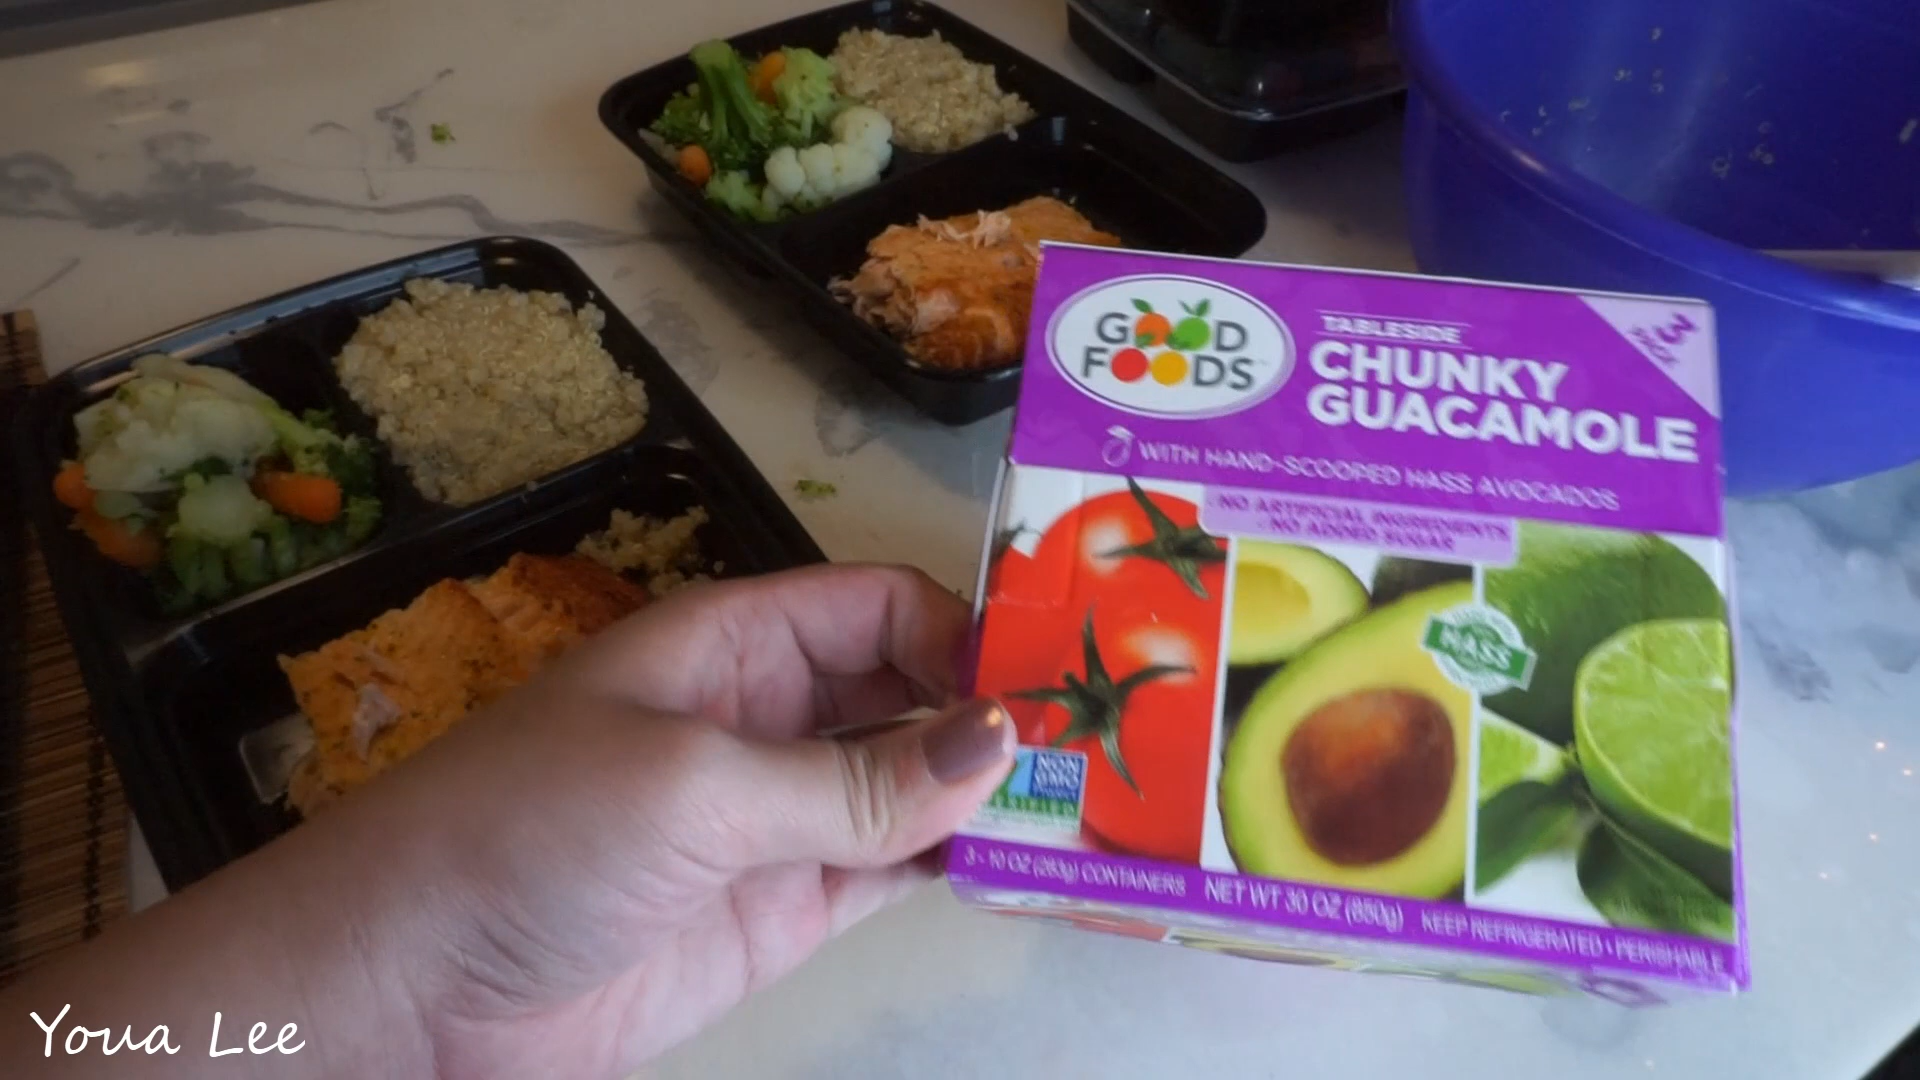 GOOD
FOODS
TABLESIDE
CHUNKY
GUACAMOLE
WITH HAND-SCOOPED HASS AVOCADOS
- NO ARTIFICIAL INGREDIENTS
- NO ADDED SUGAR
HASS
NON
GMO
3 - 10 OZ (283g) CONTAINERS NET WT 30 OZ (850g) KEEP REFRIGERATED • PERISHABLE
Youa Lee